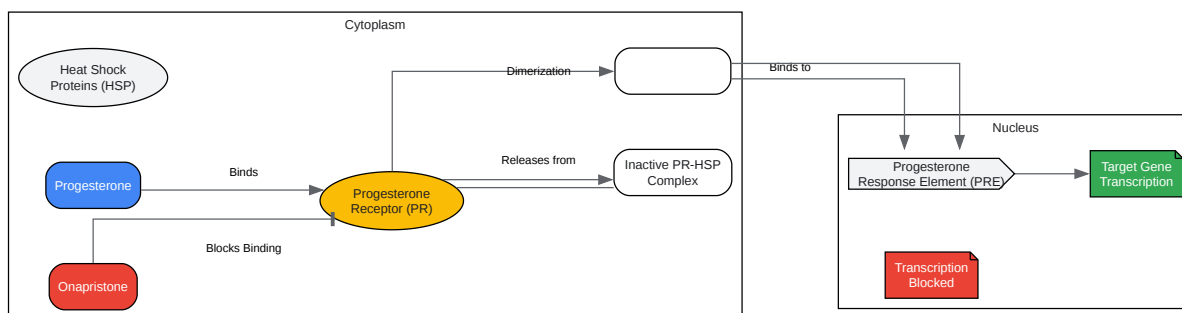 Cytoplasm
Heat Shock
Proteins (HSP)
Dimerization
Binds to
Nucleus
Progesterone
Binds
Progesterone
Receptor (PR)
Releases from
Inactive PR-HSP
Complex
Progesterone
Response Element (PRE)
Target Gene
Transcription
Blocks Binding
Onapristone
Transcription
Blocked